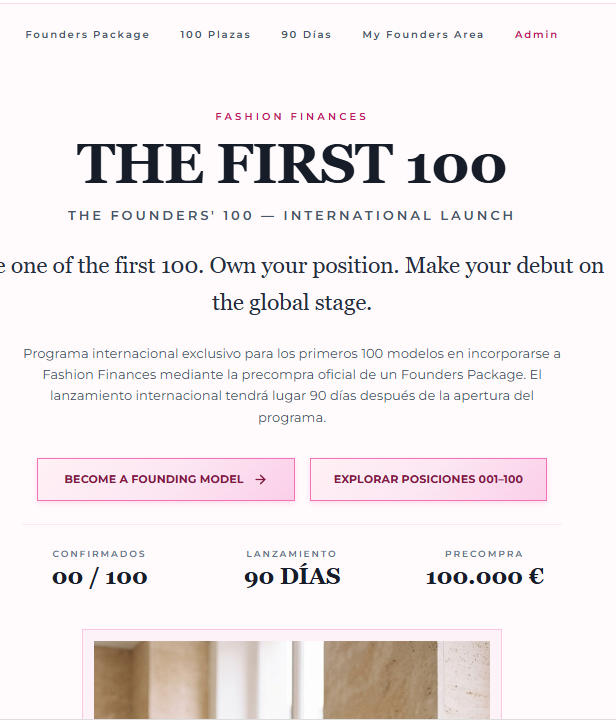 Founders Package 100 Plazas 90 Días My Founders Area Admin
FASHION FINANCES
THE FIRST 100
THE FOUNDERS' 100 — INTERNATIONAL LAUNCH
e one of the first 100. Own your position. Make your debut on
the global stage.
Programa internacional exclusivo para los primeros 100 modelos en incorporarse a
Fashion Finances mediante la precompra oficial de un Founders Package. El
lanzamiento internacional tendrá lugar 90 días después de la apertura del
programa.
BECOME A FOUNDING MODEL → EXPLORAR POSICIONES 001–100
CONFIRMADOS LANZAMIENTO PRECOMPRA
00 / 100 90 DÍAS 100.000 €